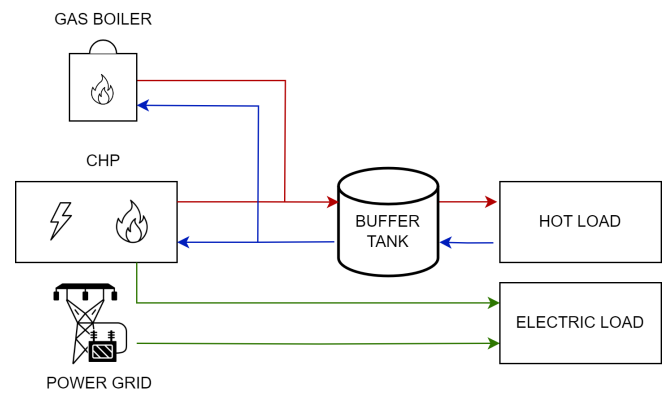 GAS BOILER
CHP
BUFFER
TANK
HOT LOAD
ELECTRIC LOAD
POWER GRID